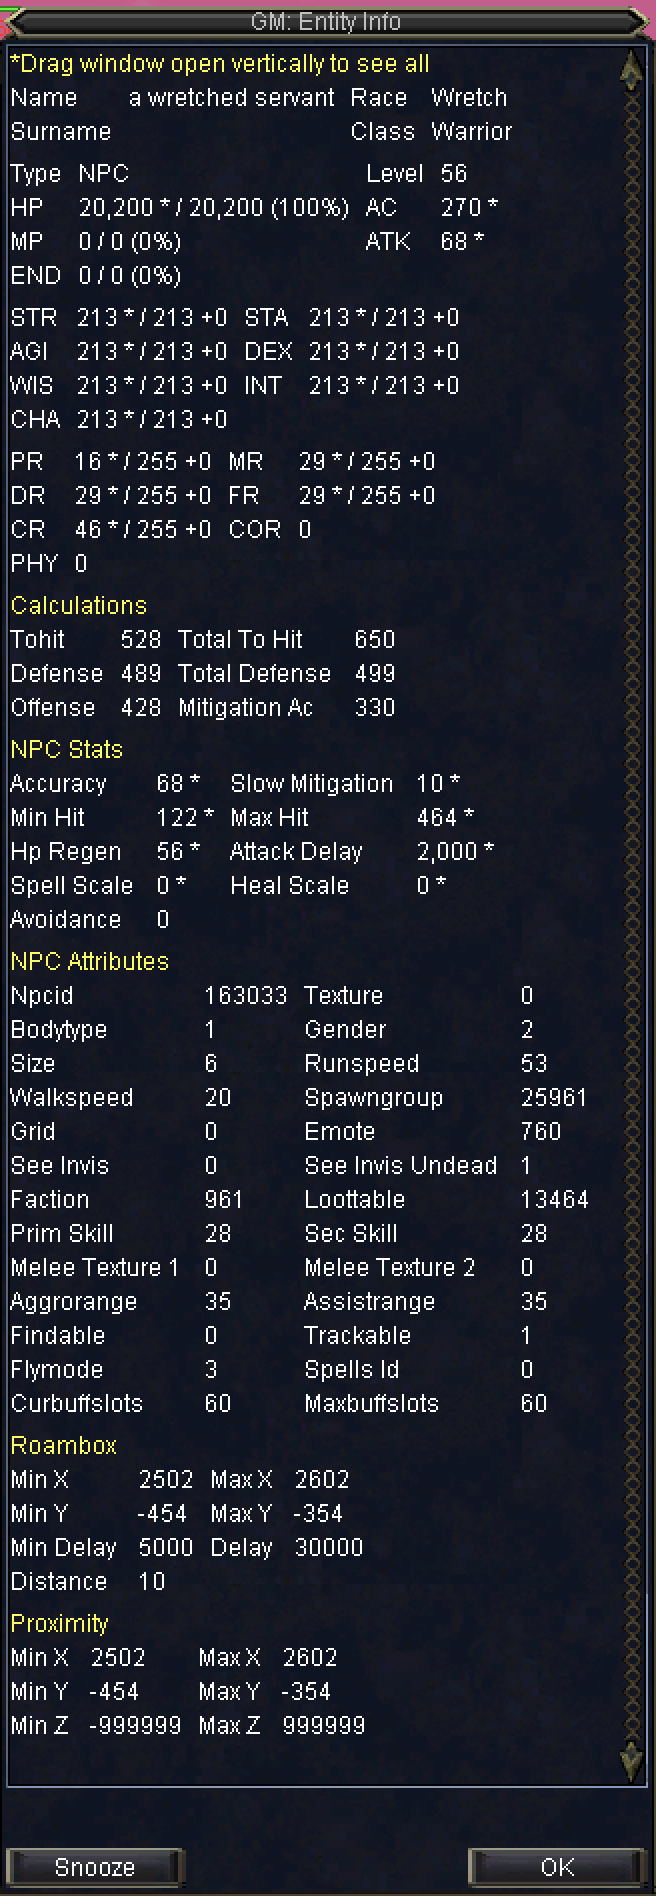 GM: Entity Info
*Drag window open vertically to see all
Name a wretched servant Race Wretch
Surname Class Warrior
Type NPC Level 56
HP 20,200 * / 20,200 (100%) AC 270 *
MP 0 / 0 (0%) ATK 68 *
END 0 / 0 (0%)
STR 213 * / 213 +0 STA 213 * / 213 +0
AGI 213 * / 213 +0 DEX 213 * / 213 +0
WIS 213 * / 213 +0 INT 213 * / 213 +0
CHA 213 * / 213 +0
PR 16 * / 255 +0 MR 29 * / 255 +0
DR 29 * / 255 +0 FR 29 * / 255 +0
CR 46 * / 255 +0 COR 0
PHY 0
Calculations
Tohit 528 Total To Hit 650
Defense 489 Total Defense 499
Offense 428 Mitigation Ac 330
NPC Stats
Accuracy 68 * Slow Mitigation 10 *
Min Hit 122 * Max Hit 464 *
Hp Regen 56 * Attack Delay 2,000 *
Spell Scale 0 * Heal Scale 0 *
Avoidance 0
NPC Attributes
Npcid 163033 Texture 0
Bodytype 1 Gender 2
Size 6 Runspeed 53
Walkspeed 20 Spawngroup 25961
Grid 0 Emote 760
See Invis 0 See Invis Undead 1
Faction 961 Loottable 13464
Prim Skill 28 Sec Skill 28
Melee Texture 1 0 Melee Texture 2 0
Aggrorange 35 Assistrange 35
Findable 0 Trackable 1
Flymode 3 Spells Id 0
Curbuffslots 60 Maxbuffslots 60
Roambox
Min X 2502 Max X 2602
Min Y -454 Max Y -354
Min Delay 5000 Delay 30000
Distance 10
Proximity
Min X 2502 Max X 2602
Min Y -454 Max Y -354
Min Z -999999 Max Z 999999
Snooze OK